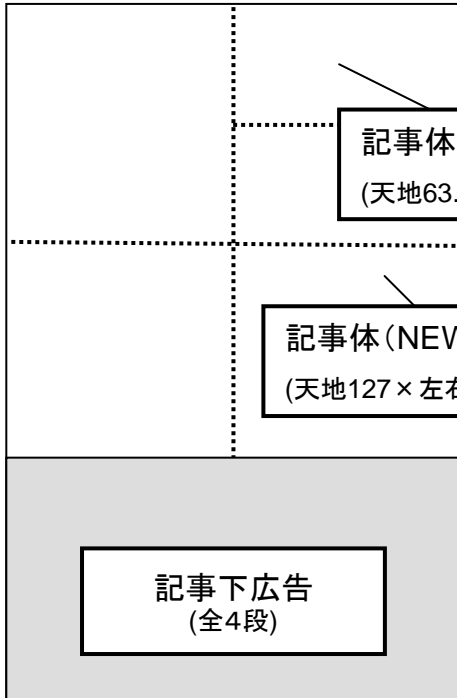 記事体
(天地63.
記事体（NEW
(天地127×左右
記事下広告
(全４段)